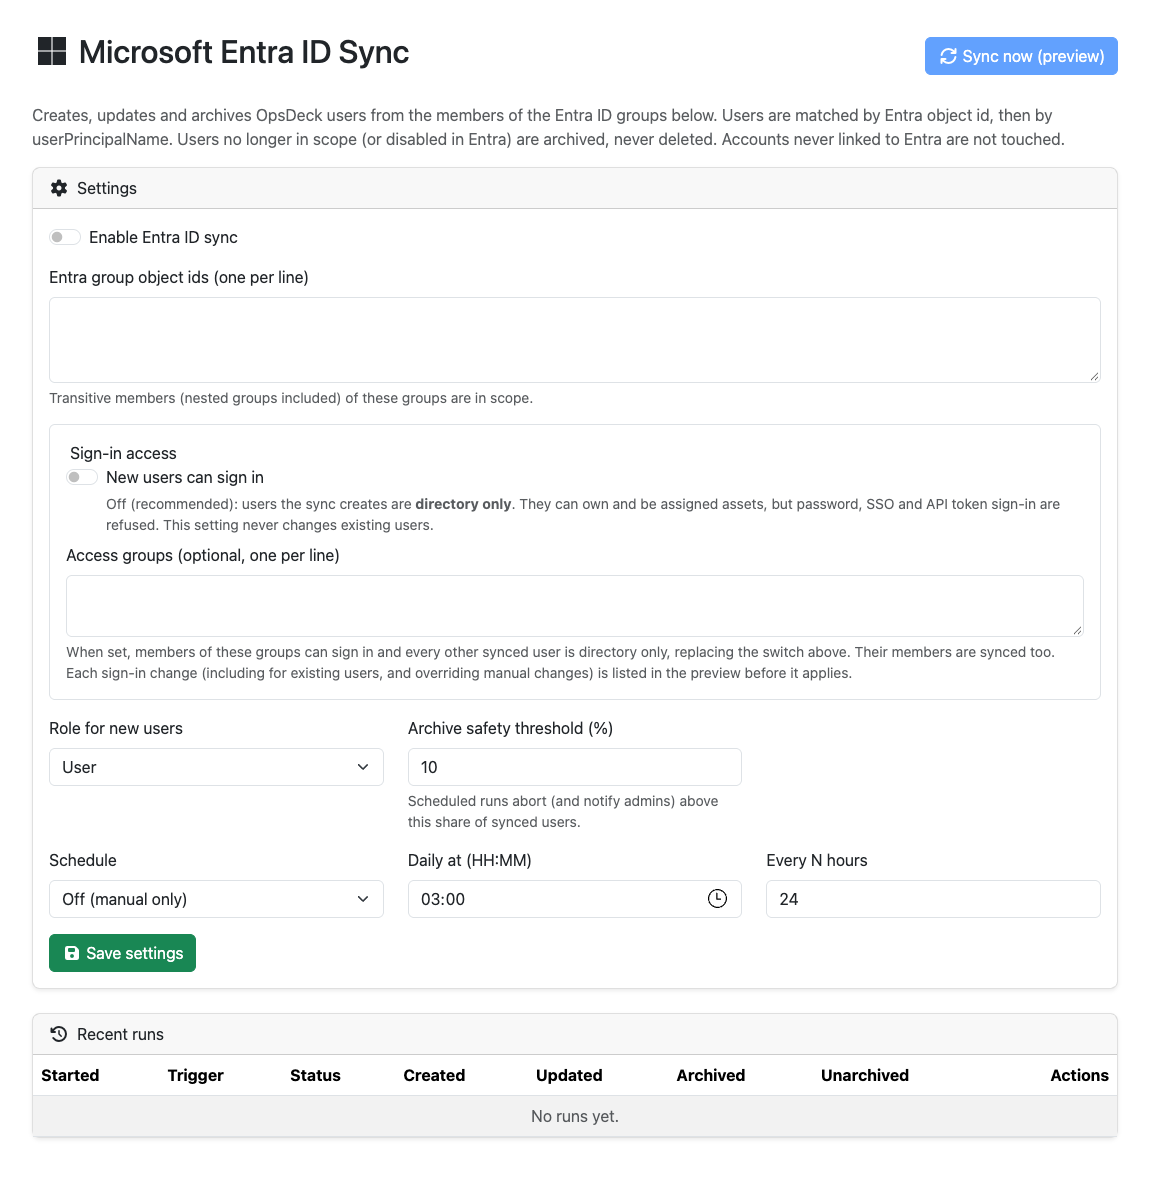 Microsoft Entra ID Sync
Sync now (preview)
Creates, updates and archives OpsDeck users from the members of the Entra ID groups below. Users are matched by Entra object id, then by
userPrincipalName. Users no longer in scope (or disabled in Entra) are archived, never deleted. Accounts never linked to Entra are not touched.
Settings
Enable Entra ID sync
Entra group object ids (one per line)
Transitive members (nested groups included) of these groups are in scope.
Sign-in access
New users can sign in
Off (recommended): users the sync creates are directory only. They can own and be assigned assets, but password, SSO and API token sign-in are
refused. This setting never changes existing users.
Access groups (optional, one per line)
When set, members of these groups can sign in and every other synced user is directory only, replacing the switch above. Their members are synced too.
Each sign-in change (including for existing users, and overriding manual changes) is listed in the preview before it applies.
Role for new users
Archive safety threshold (%)
User
10
Scheduled runs abort (and notify admins) above
this share of synced users.
Schedule
Daily at (HH:MM)
Every N hours
Off (manual only)
03:00
24
Save settings
Recent runs
Started Trigger Status Created Updated Archived Unarchived Actions
No runs yet.